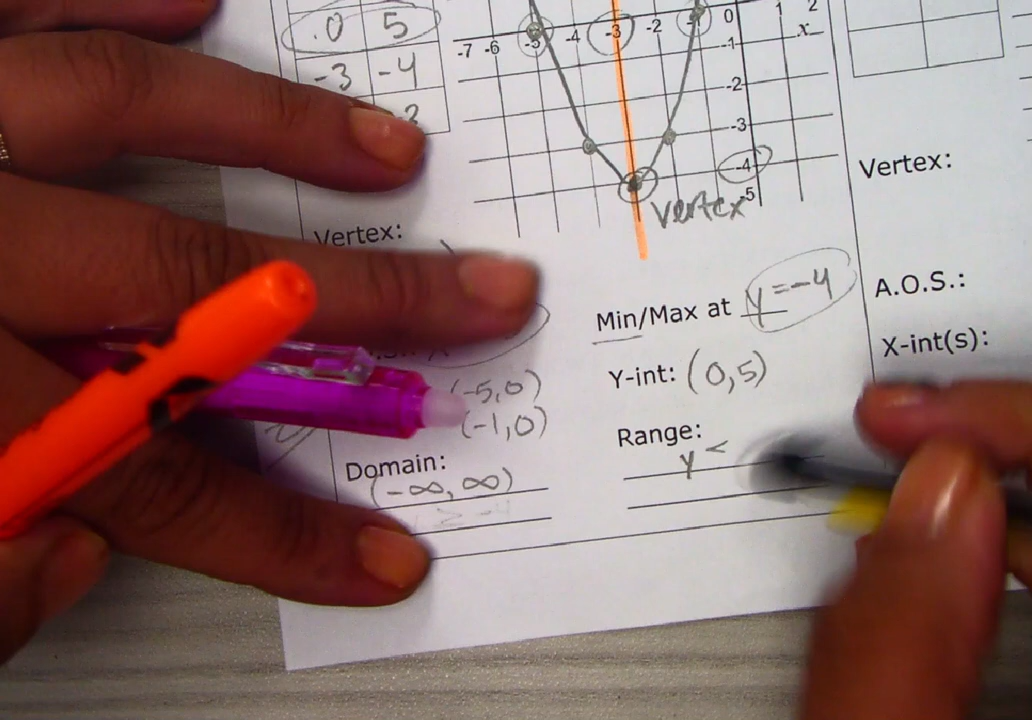 0 5
-3 -4
-7 -6 -5 -4 -3 -2 -1 0 1 2
x
-1
-2
-3
-4
-5
vertex
Vertex:
Vertex:
Min/Max at y=-4
A.O.S.:
X-int(s):
(-5,0)
(-1,0)
Y-int: (0,5)
Domain:
(-∞, ∞)
≥ -4
Range:
y <